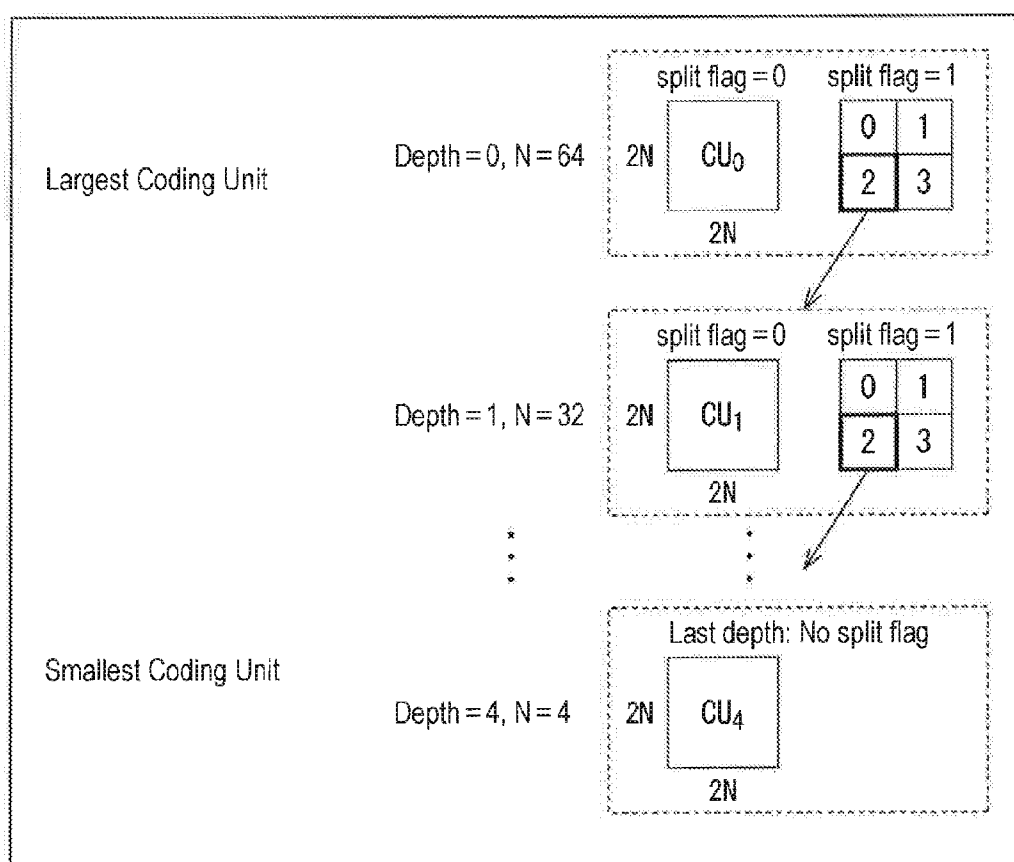 split flag = 0 split flag = 1
0 1
Largest Coding Unit Depth = 0, N = 64 2N CU0 2 3
2N
split flag = 0 split flag = 1
0 1
Depth = 1, N = 32 2N CU1 2 3
2N
Last depth: No split flag
Smallest Coding Unit
Depth = 4, N = 4 2N CU4
2N